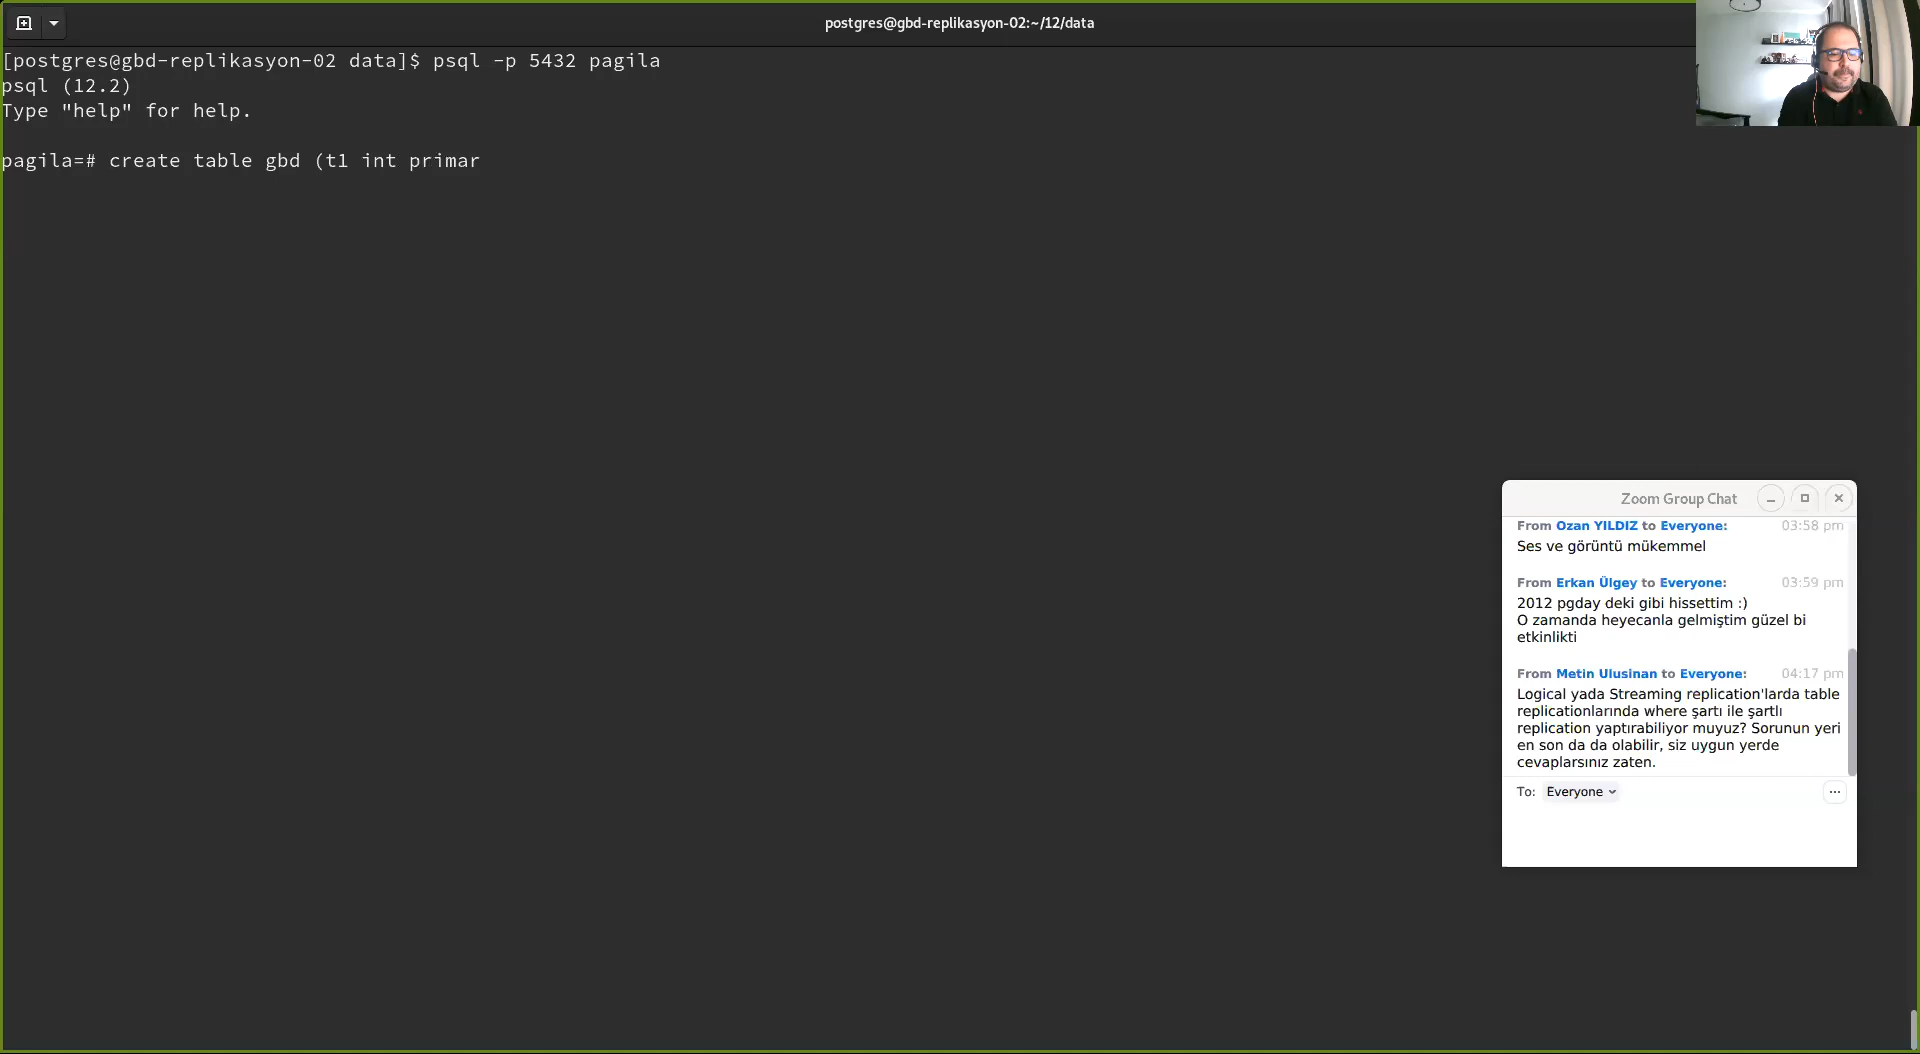 postgres@gbd-replikasyon-02:~/12/data
[postgres@gbd-replikasyon-02 data]$ psql -p 5432 pagila
psql (12.2)
Type "help" for help.
pagila=# create table gbd (t1 int primar
Zoom Group Chat
From Ozan YILDIZ to Everyone: 03:58 pm
Ses ve görüntü mükemmel
From Erkan Ülgey to Everyone: 03:59 pm
2012 pgday deki gibi hissettim :)
O zamanda heyecanla gelmiştim güzel bi
etkinlikti
From Metin Ulusinan to Everyone: 04:17 pm
Logical yada Streaming replication'larda table
replicationlarında where şartı ile şartlı
replication yaptırabiliyor muyuz? Sorunun yeri
en son da da olabilir, siz uygun yerde
cevaplarsınız zaten.
To: Everyone